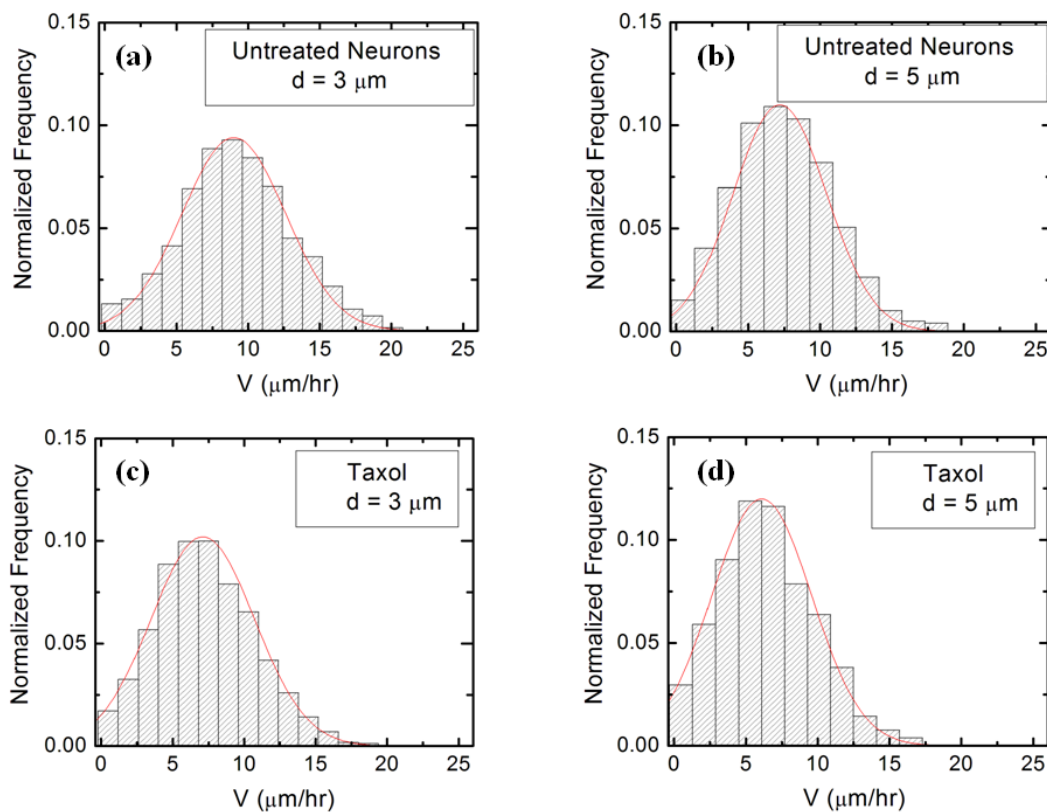 (a)
Untreated Neurons
d = 3 μm
Normalized Frequency
0.15
0.10
0.05
0.00
0 5 10 15 20 25
V (μm/hr)
(b)
Untreated Neurons
d = 5 μm
Normalized Frequency
0.15
0.10
0.05
0.00
0 5 10 15 20 25
V (μm/hr)
(c)
Taxol
d = 3 μm
Normalized Frequency
0.15
0.10
0.05
0.00
0 5 10 15 20 25
V (μm/hr)
(d)
Taxol
d = 5 μm
Normalized Frequency
0.15
0.10
0.05
0.00
0 5 10 15 20 25
V (μm/hr)